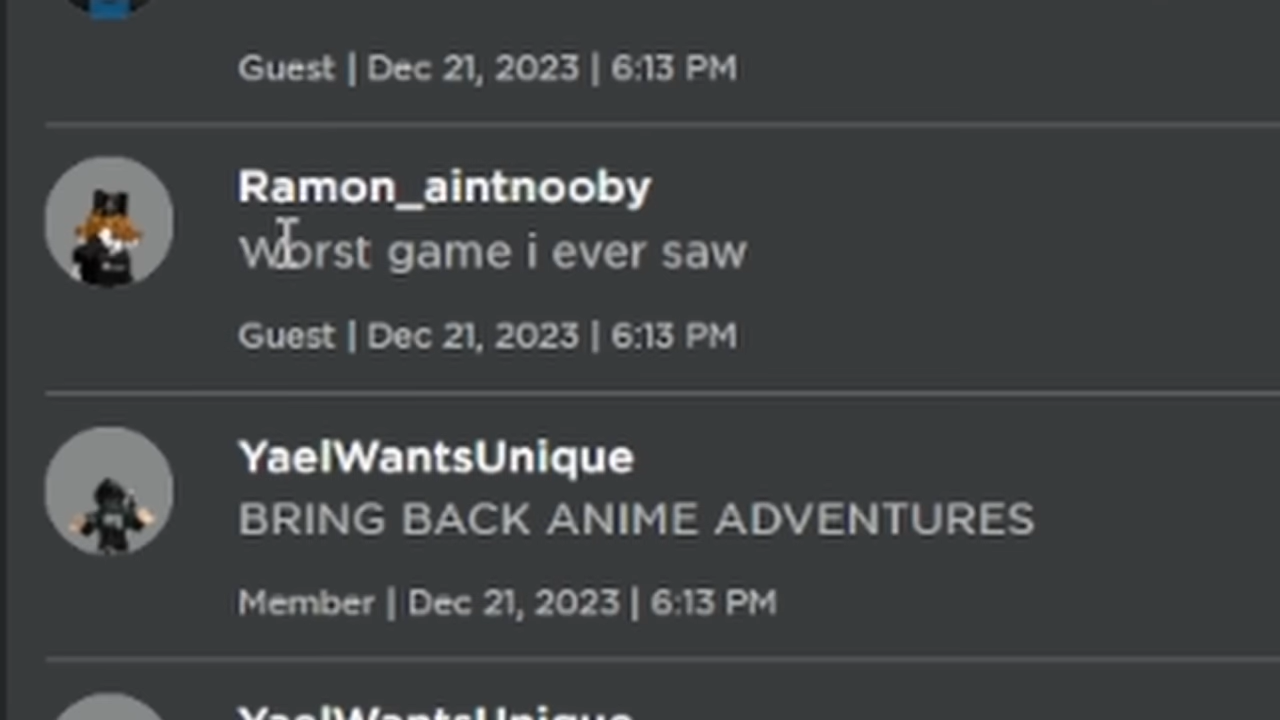 Guest | Dec 21, 2023 | 6:13 PM
Ramon_aintnooby
Worst game i ever saw
Guest | Dec 21, 2023 | 6:13 PM
YaelWantsUnique
BRING BACK ANIME ADVENTURES
Member | Dec 21, 2023 | 6:13 PM
YaelWantsUnique